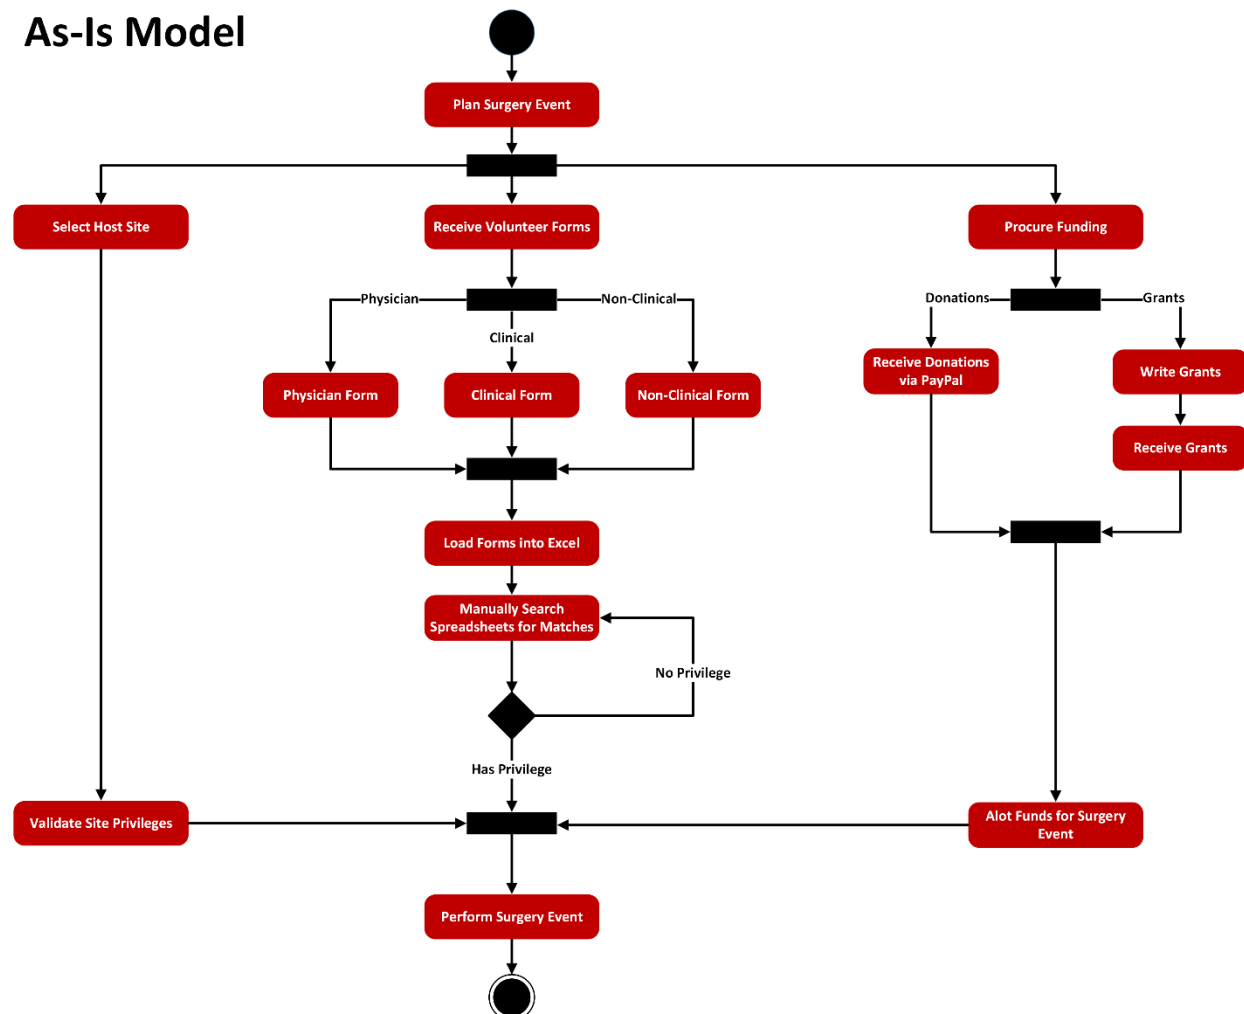 As-Is Model
Plan Surgery Event
Select Host Site
Receive Volunteer Forms
Procure Funding
Physician
Non-Clinical
Donations
Grants
Clinical
Receive Donations
via PayPal
Write Grants
Physician Form
Clinical Form
Non-Clinical Form
Receive Grants
Load Forms into Excel
Manually Search
Spreadsheets for Matches
No Privilege
Has Privilege
Validate Site Privileges
Alot Funds for Surgery
Event
Perform Surgery Event